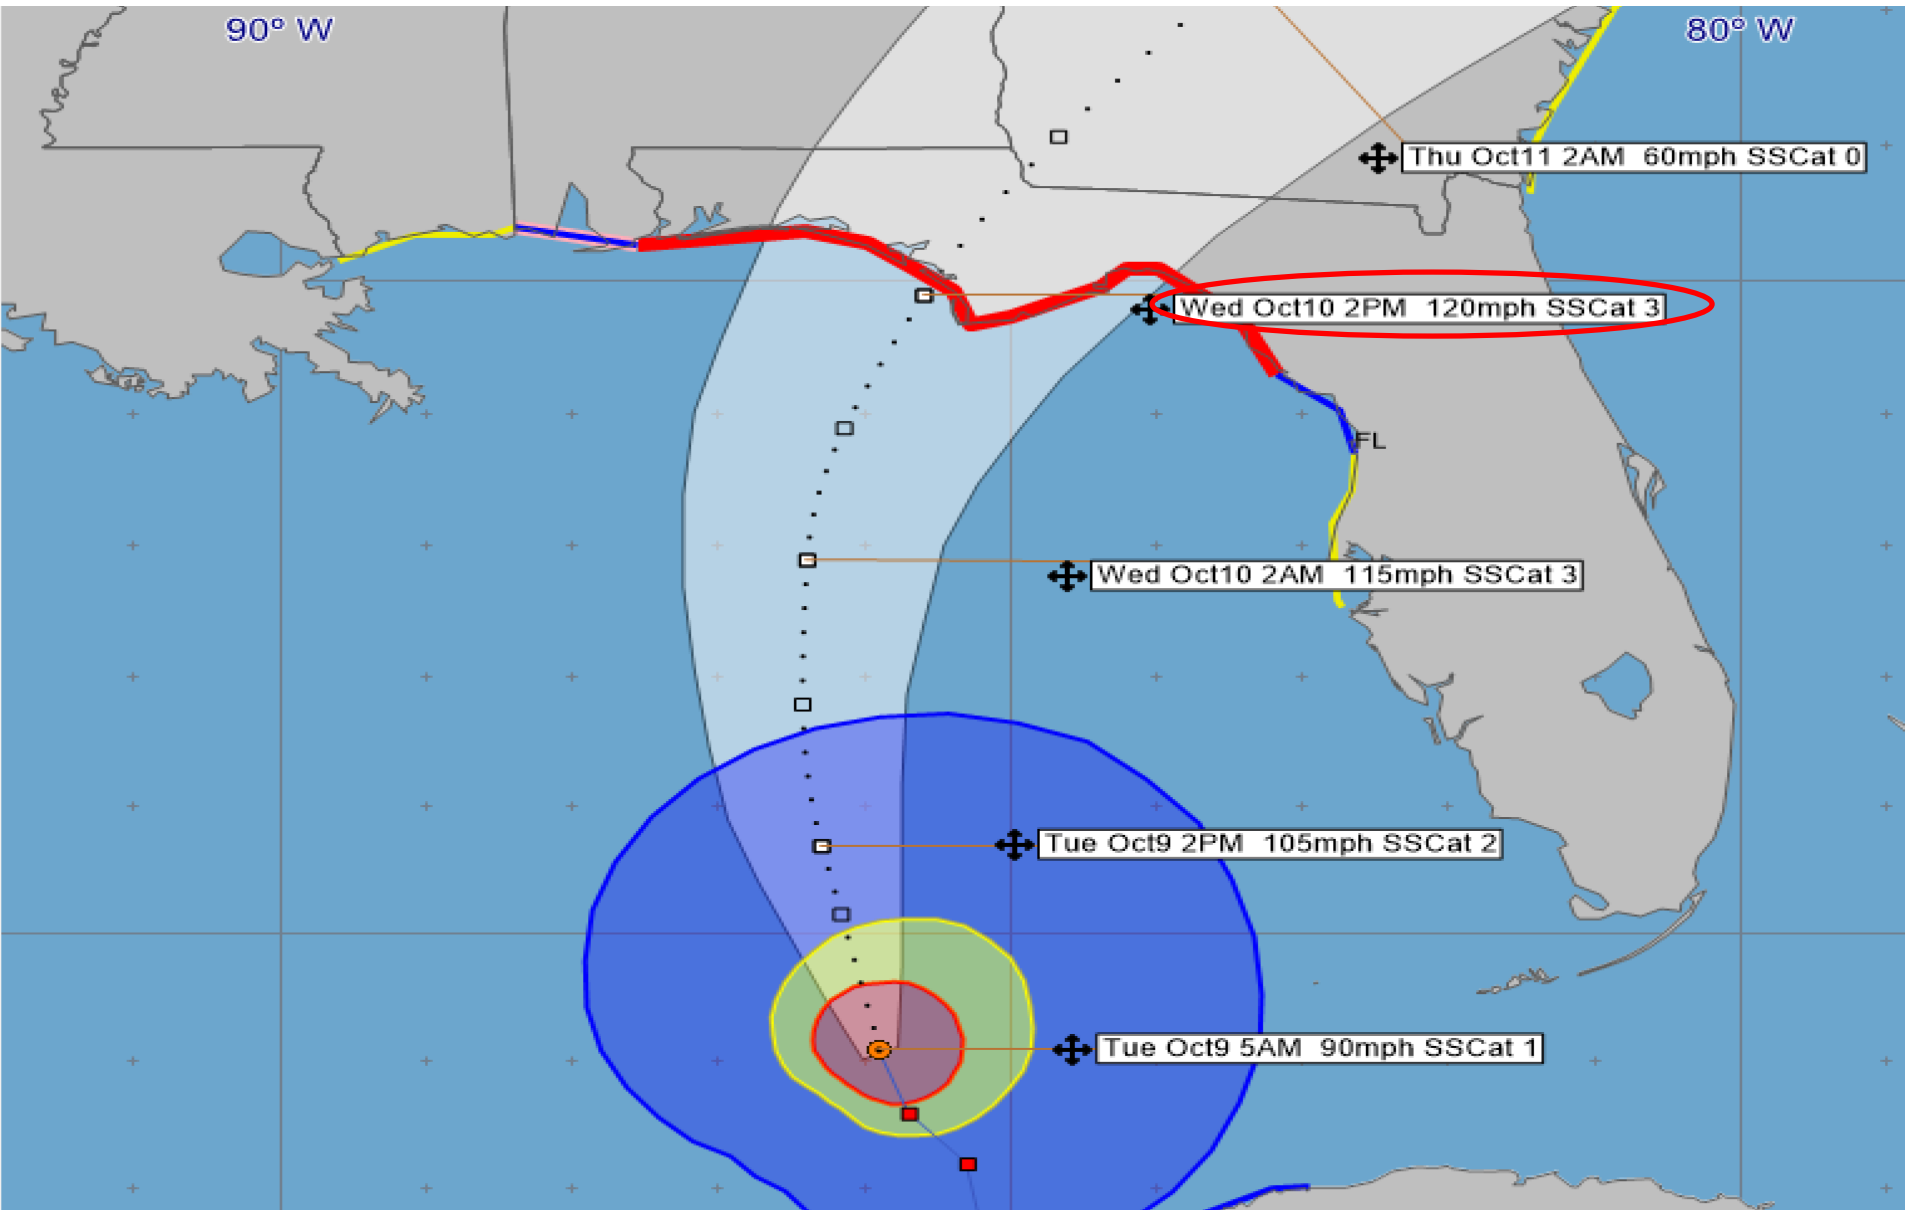 90° W
80° W
Thu Oct11 2AM  60mph SSCat 0
Wed Oct10 2PM  120mph SSCat 3
FL
Wed Oct10 2AM  115mph SSCat 3
Tue Oct9 2PM  105mph SSCat 2
Tue Oct9 5AM  90mph SSCat 1